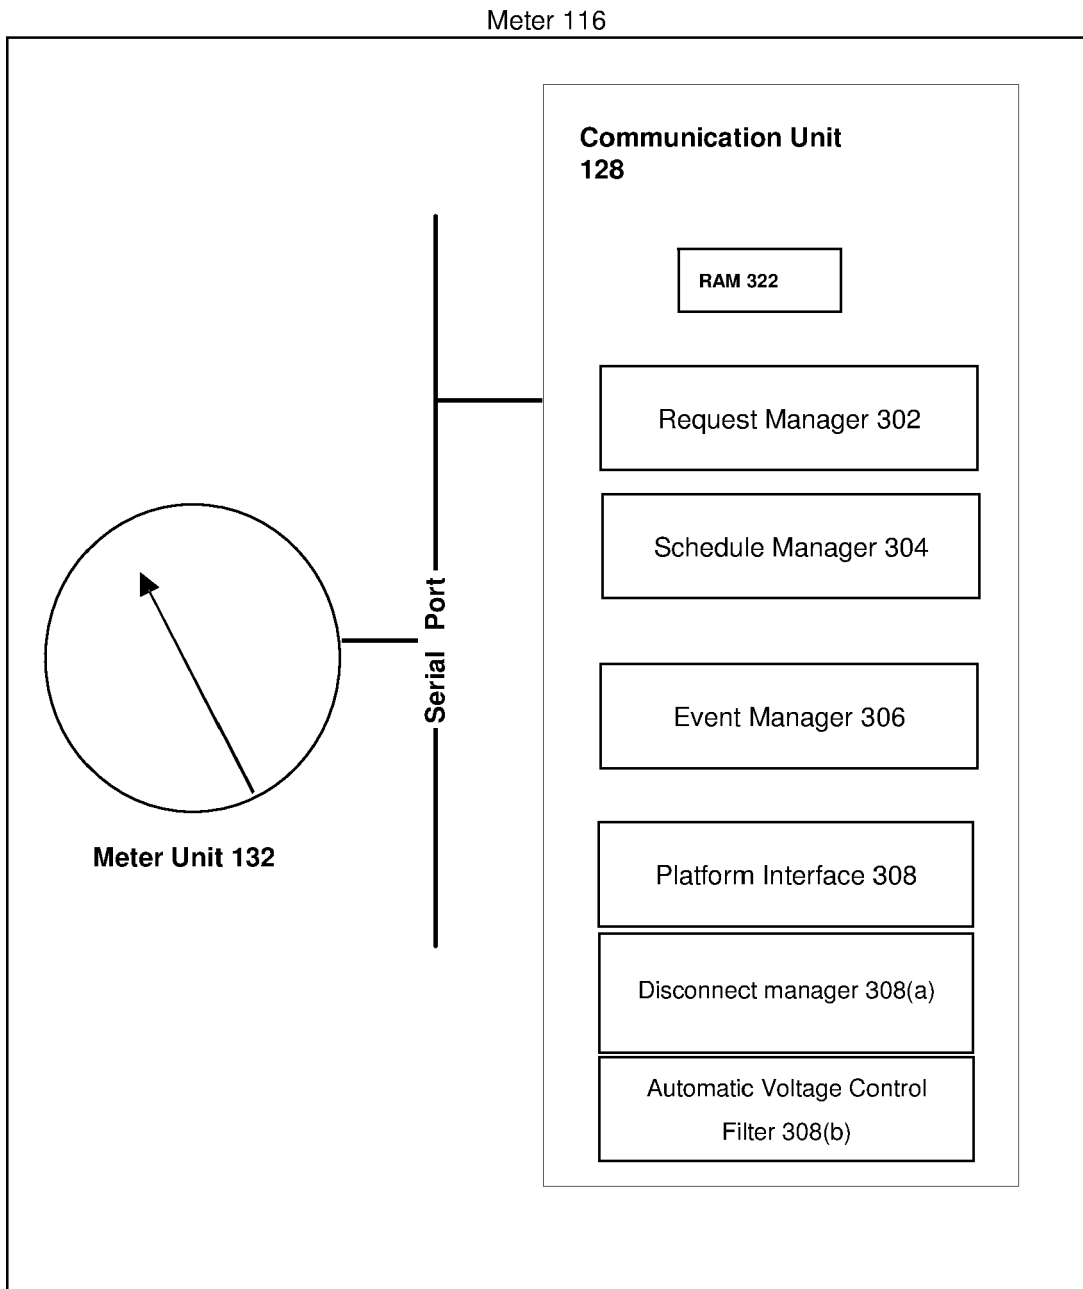 Meter 116
Communication Unit
128
RAM 322
Request Manager 302
Schedule Manager 304
Serial Port
Event Manager 306
Meter Unit 132
Platform Interface 308
Disconnect manager 308(a)
Automatic Voltage Control
Filter 308(b)